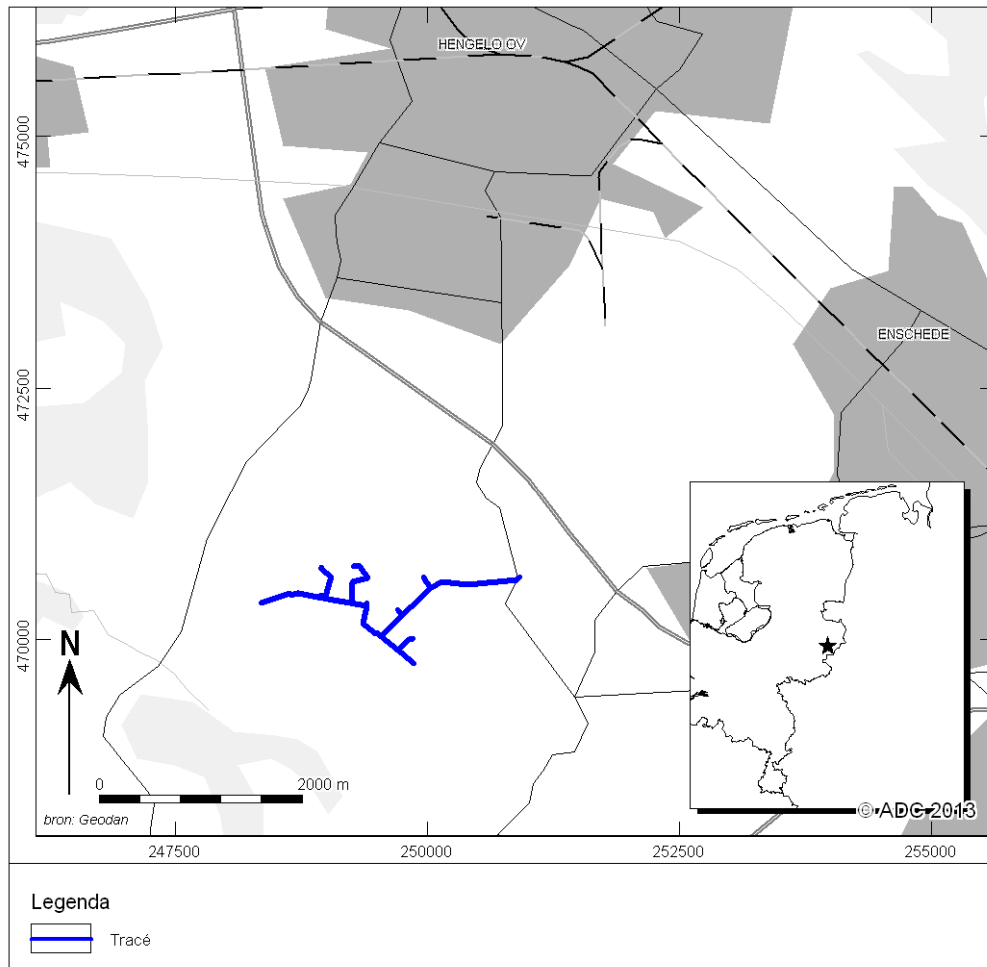 HENGELO OV
475000
ENSCHEDE
472500
470000
N
0 2000 m
bron: Geodan
© ADC 2013
247500 250000 252500 255000
Legenda
Tracé